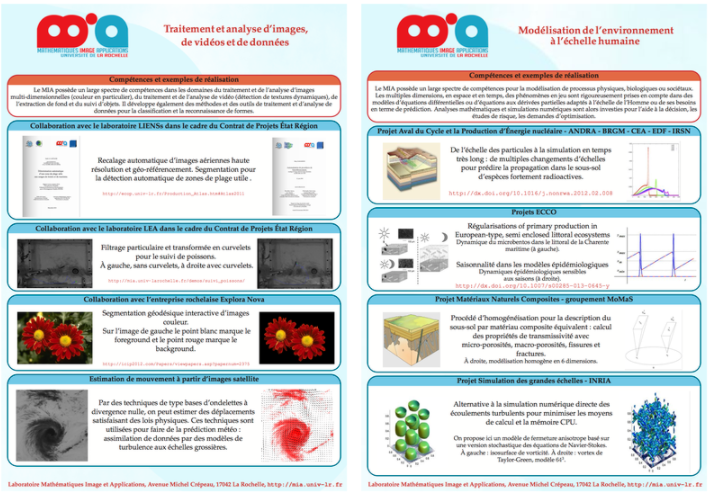 MATHÉMATIQUES IMAGE APPLICATIONS
UNIVERSITÉ DE LA ROCHELLE
Traitement et analyse d'images,
de vidéos et de données
Compétences et exemples de réalisation
Le MIA possède un large spectre de compétences dans les domaines du traitement et de l'analyse d'images
multi-dimensionnelles (couleur en particulier), du traitement et de l'analyse de vidéo (détection de textures dynamiques), de
l'extraction de fond et du suivi d'objets. Il développe également des méthodes et des outils de traitement et d'analyse de
données pour la classification et la reconnaissance de formes.
Collaboration avec le laboratoire LIENSs dans le cadre du Contrat de Projets État Région
Recalage automatique d'images aériennes haute
résolution et géo-référencement. Segmentation pour
la détection automatique de zones de plage utile .
Collaboration avec le laboratoire LEA dans le cadre du Contrat de Projets État Région
Filtrage particulaire et transformée en curvelets
pour le suivi de poissons.
À gauche, sans curvelets, à droite avec curvelets.
Collaboration avec l'entreprise rochelaise Explora Nova
Segmentation géodésique interactive d'images
couleur.
Sur l'image de gauche le point blanc marque le
foreground et le point rouge marque le
background.
Estimation de mouvement à partir d'images satellite
Par des techniques de type bases d'ondelettes à
divergence nulle, on peut estimer des déplacements
satisfaisant des lois physiques. Ces techniques sont
utilisées pour faire de la prédiction météo :
assimilation de données par des modèles de
turbulence aux échelles grossières.
Laboratoire Mathématiques Image et Applications, Avenue Michel Crépeau, 17042 La Rochelle, http://mia.univ-lr.fr
MATHÉMATIQUES IMAGE APPLICATIONS
UNIVERSITÉ DE LA ROCHELLE
Modélisation de l'environnement
à l'échelle humaine
Compétences et exemples de réalisation
Le MIA possède un large spectre de compétences pour la modélisation de processus physiques, biologiques ou sociétaux.
Les multiples dimensions, en espace et en temps, des phénomènes en jeu sont rigoureusement prises en compte dans des
modèles d'équations différentielles ou d'équations aux dérivées partielles adaptés à l'échelle de l'Homme ou de ses besoins
en terme de prédiction. Analyses mathématiques et simulations numériques sont alors investies pour l'aide à la décision, les
études de risque, les demandes d'optimisation.
Projet Aval du Cycle et la Production d'Énergie nucléaire - ANDRA - BRGM - CEA - EDF - IRSN
De l'échelle des particules à la simulation en temps
très long : de multiples changements d'échelles
pour prédire la propagation dans le sous-sol
d'espèces fortement radioactives.
http://dx.doi.org/10.1016/j.nonrwa.2012.02.008
Projets ECCO
Régularisations of primary production in
European-type, semi enclosed littoral ecosystems
Dynamique du microbentos dans le littoral de la Charente
maritime (à gauche).
Saisonnalité dans les modèles épidémiologiques
Dynamiques épidémiologiques sensibles
aux saisons (à droite).
http://dx.doi.org/10.1007/s00285-013-0645-y
Projet Matériaux Naturels Composites - groupement MoMaS
Procédé d'homogénéisation pour la description du
sous-sol par matériau composite équivalent : calcul
des propriétés de transmissivité avec
micro-porosités, macro-porosités, fissures et
fractures.
À droite, modélisation homogène en 6 dimensions.
Projet Simulation des grandes échelles - INRIA
Alternative à la simulation numérique directe des
écoulements turbulents pour minimiser les moyens
de calcul et la mémoire CPU.
On propose ici un modèle de fermeture anisotrope basé sur
une version stochastique des équations de Navier-Stokes.
À gauche : isosurface de vorticité. À droite : vortex de
Taylor-Green, modèle 64³.
Laboratoire Mathématiques Image et Applications, Avenue Michel Crépeau, 17042 La Rochelle, http://mia.univ-lr.fr